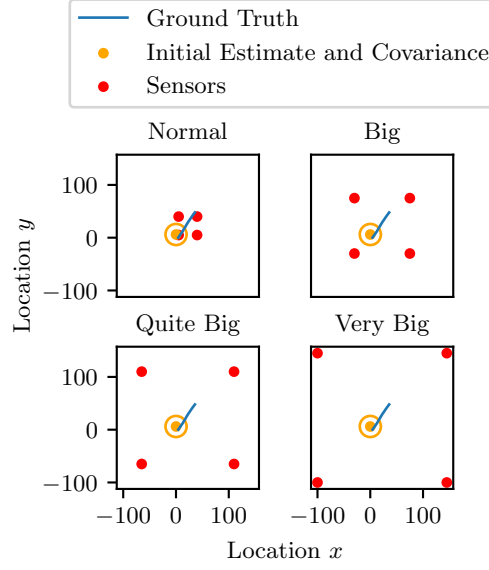 Ground Truth
Initial Estimate and Covariance
Sensors
Normal
Big
100
0
−100
Location y
Quite Big
Very Big
100
0
−100
−100 0 100
−100 0 100
Location x